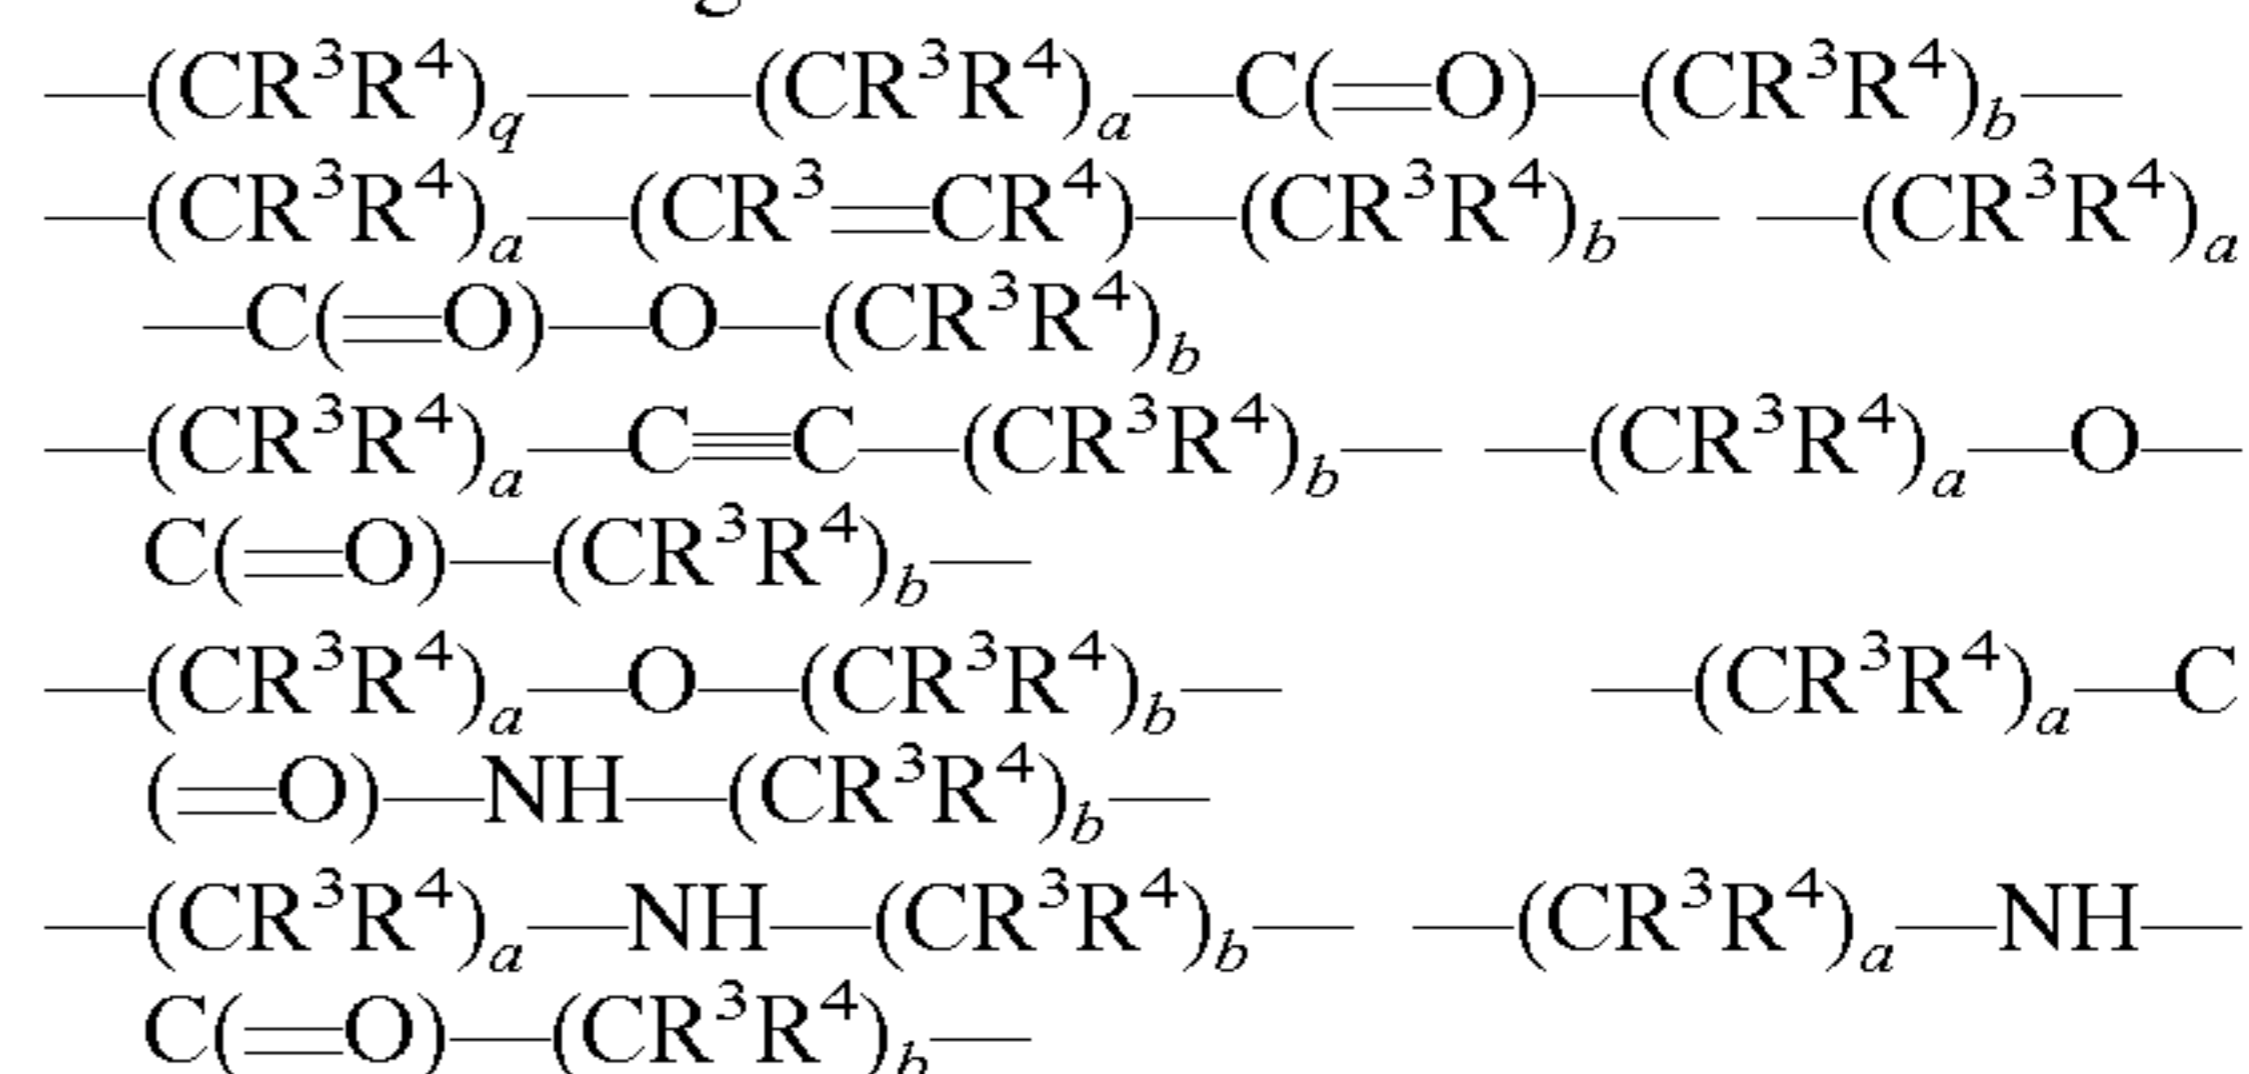 —(CR³R⁴)q— —(CR³R⁴)a—C(=O)—(CR³R⁴)b—
—(CR³R⁴)a—(CR³=CR⁴)—(CR³R⁴)b— —(CR³R⁴)a
—C(=O)—O—(CR³R⁴)b
—(CR³R⁴)a—C≡C—(CR³R⁴)b— —(CR³R⁴)a—O—
C(=O)—(CR³R⁴)b—
—(CR³R⁴)a—O—(CR³R⁴)b— —(CR³R⁴)a—C
(=O)—NH—(CR³R⁴)b—
—(CR³R⁴)a—NH—(CR³R⁴)b— —(CR³R⁴)a—NH—
C(=O)—(CR³R⁴)b—